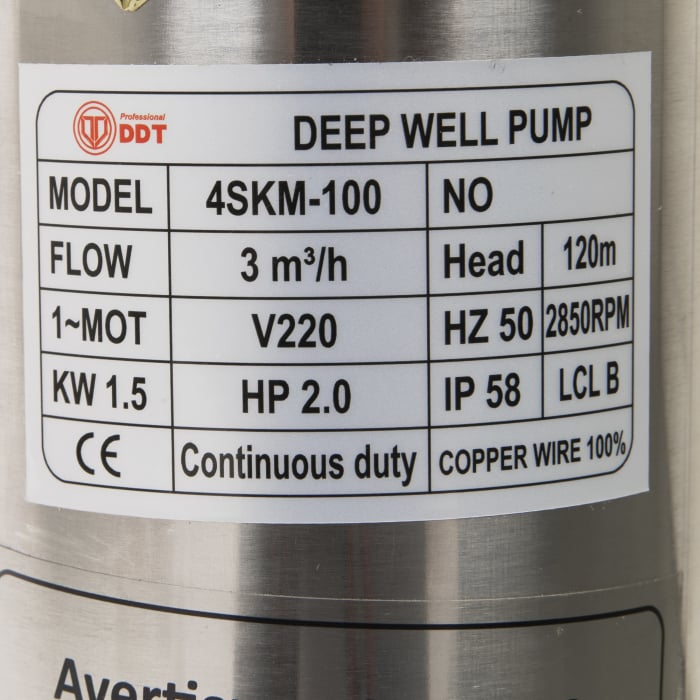 Professional
DDT
DEEP WELL PUMP
MODEL 4SKM-100 NO
FLOW 3 m³/h Head 120m
1~MOT V220 HZ 50 2850RPM
KW 1.5 HP 2.0 IP 58 LCL B
CE Continuous duty COPPER WIRE 100%